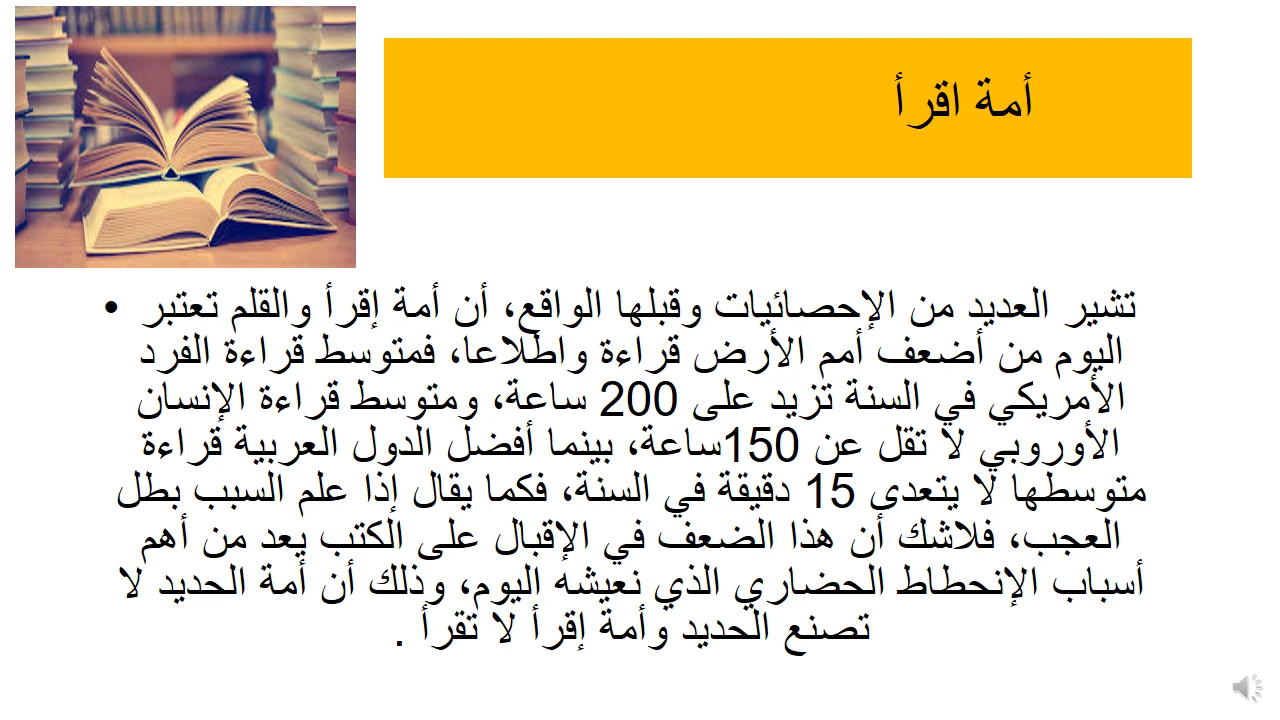 أمة اقرأ
• تشير العديد من الإحصائيات وقبلها الواقع، أن أمة إقرأ والقلم تعتبر
اليوم من أضعف أمم الأرض قراءة واطلاعا، فمتوسط قراءة الفرد
الأمريكي في السنة تزيد على 200 ساعة، ومتوسط قراءة الإنسان
الأوروبي لا تقل عن 150ساعة، بينما أفضل الدول العربية قراءة
متوسطها لا يتعدى 15 دقيقة في السنة، فكما يقال إذا علم السبب بطل
العجب، فلاشك أن هذا الضعف في الإقبال على الكتب يعد من أهم
أسباب الإنحطاط الحضاري الذي نعيشه اليوم، وذلك أن أمة الحديد لا
تصنع الحديد وأمة إقرأ لا تقرأ .